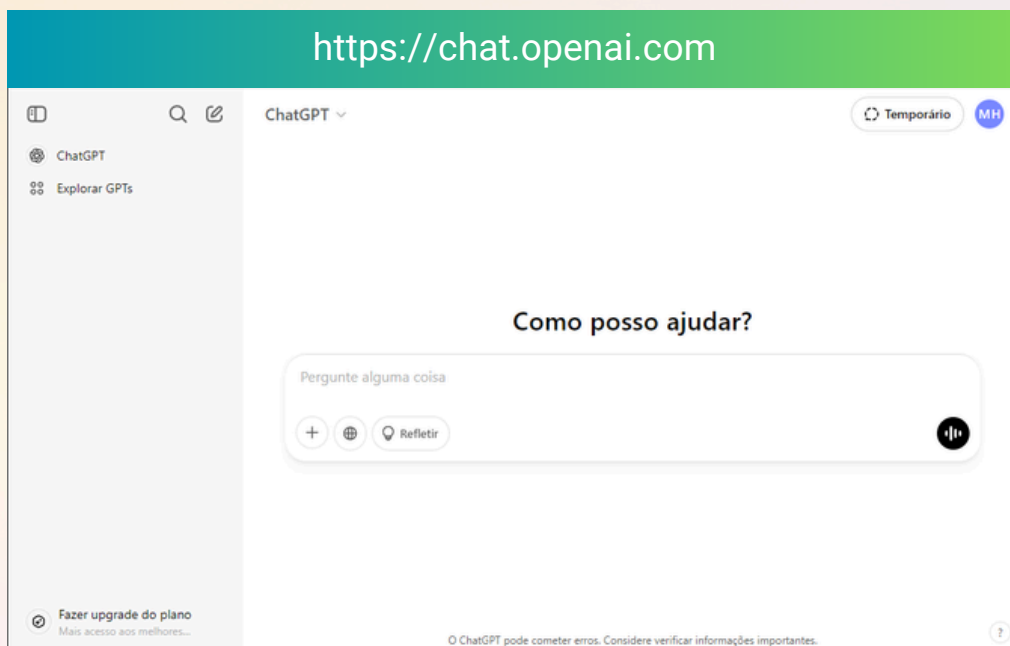 https://chat.openai.com
ChatGPT
Temporário
MH
ChatGPT
Explorar GPTs
Como posso ajudar?
Pergunte alguma coisa
Refletir
Fazer upgrade do plano
Mais acesso aos melhores...
O ChatGPT pode cometer erros. Considere verificar informações importantes.
?